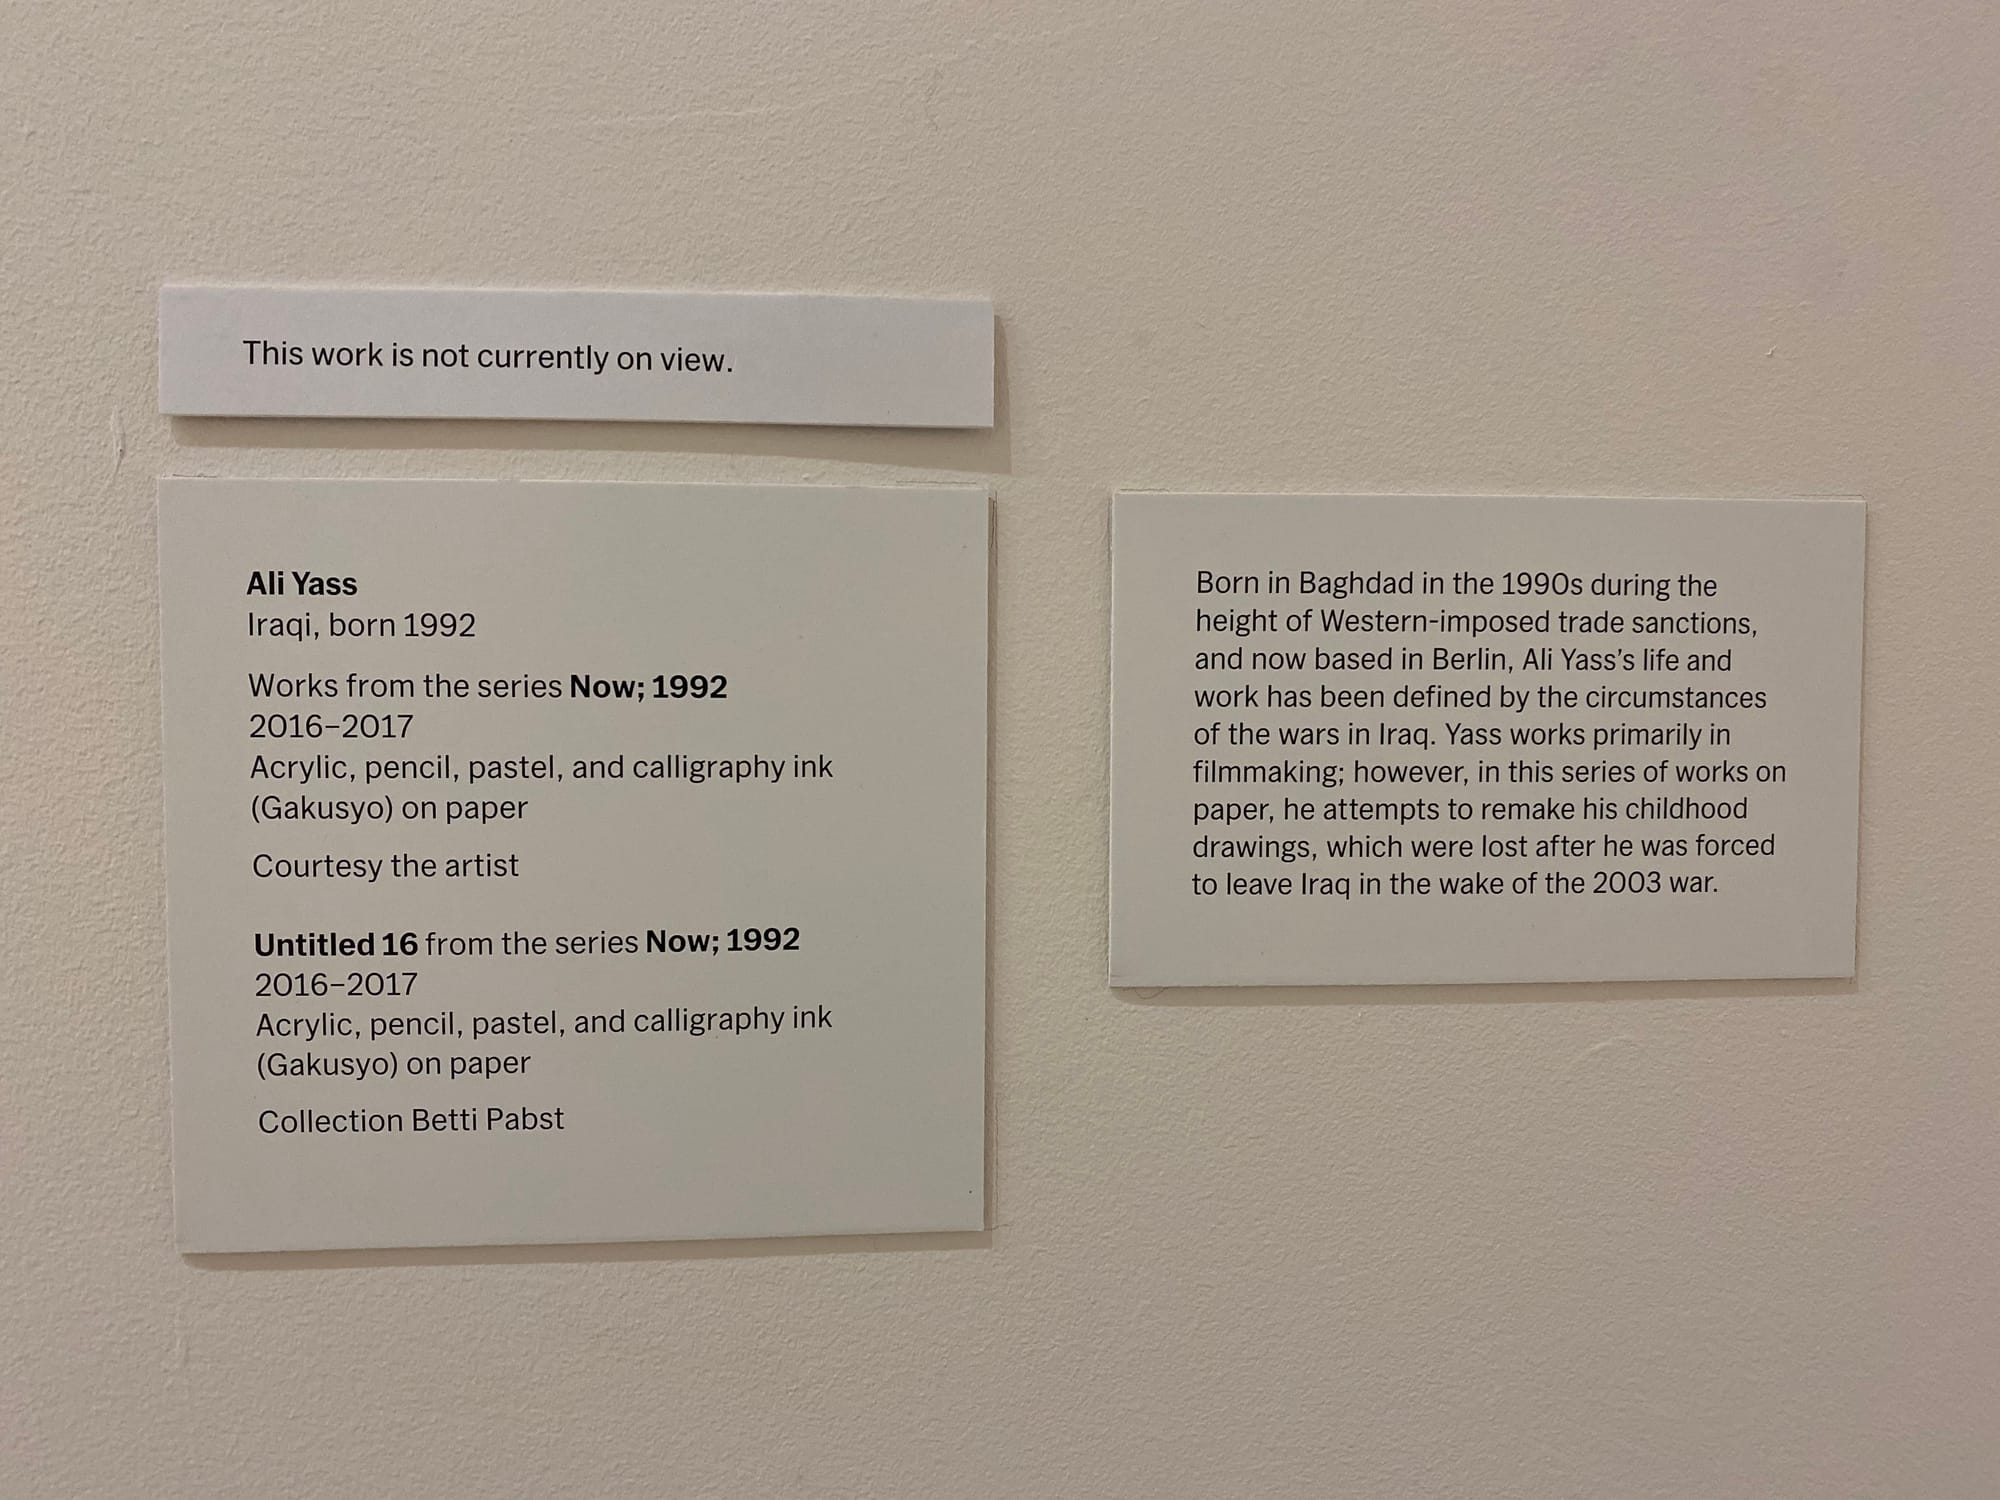 This work is not currently on view.
Ali Yass
Iraqi, born 1992
Works from the series Now; 1992
2016–2017
Acrylic, pencil, pastel, and calligraphy ink
(Gakusyo) on paper
Courtesy the artist
Untitled 16 from the series Now; 1992
2016–2017
Acrylic, pencil, pastel, and calligraphy ink
(Gakusyo) on paper
Collection Betti Pabst
Born in Baghdad in the 1990s during the
height of Western-imposed trade sanctions,
and now based in Berlin, Ali Yass’s life and
work has been defined by the circumstances
of the wars in Iraq. Yass works primarily in
filmmaking; however, in this series of works on
paper, he attempts to remake his childhood
drawings, which were lost after he was forced
to leave Iraq in the wake of the 2003 war.